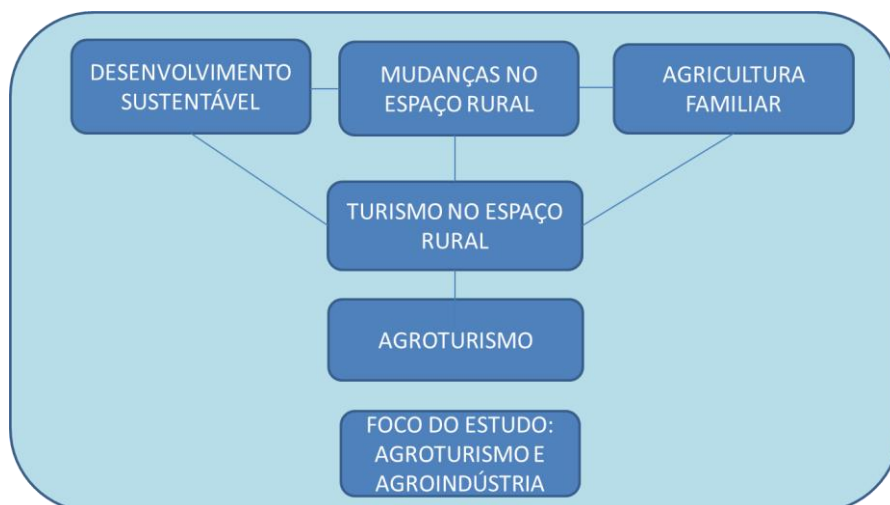 DESENVOLVIMENTO
SUSTENTÁVEL
MUDANÇAS NO
ESPAÇO RURAL
AGRICULTURA
FAMILIAR
TURISMO NO ESPAÇO
RURAL
AGROTURISMO
FOCO DO ESTUDO:
AGROTURISMO E
AGROINDÚSTRIA